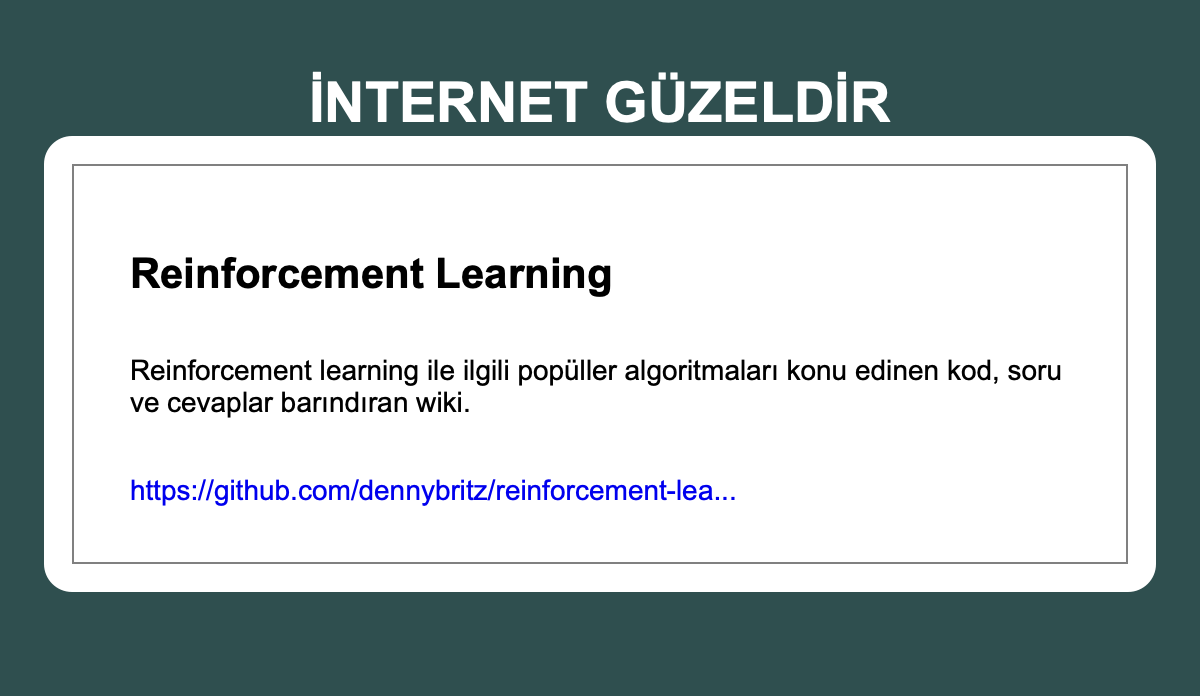 İNTERNET GÜZELDİR
Reinforcement Learning
Reinforcement learning ile ilgili popüller algoritmaları konu edinen kod, soru
ve cevaplar barındıran wiki.
https://github.com/dennybritz/reinforcement-lea...